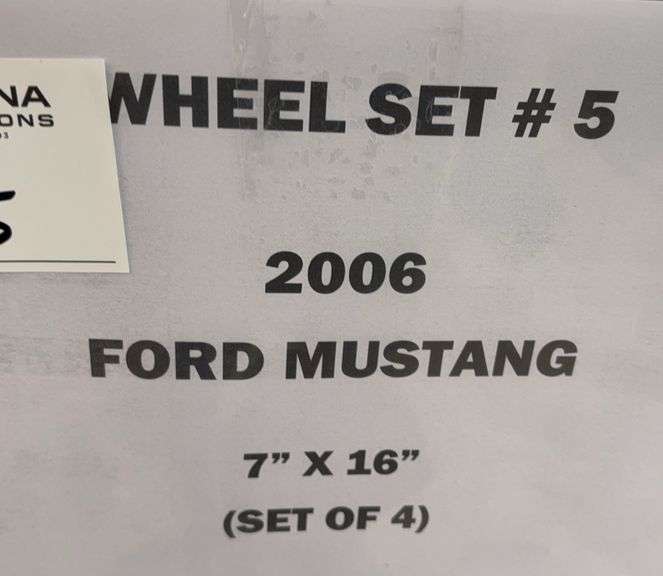 WHEEL SET # 5
2006
FORD MUSTANG
7” X 16”
(SET OF 4)